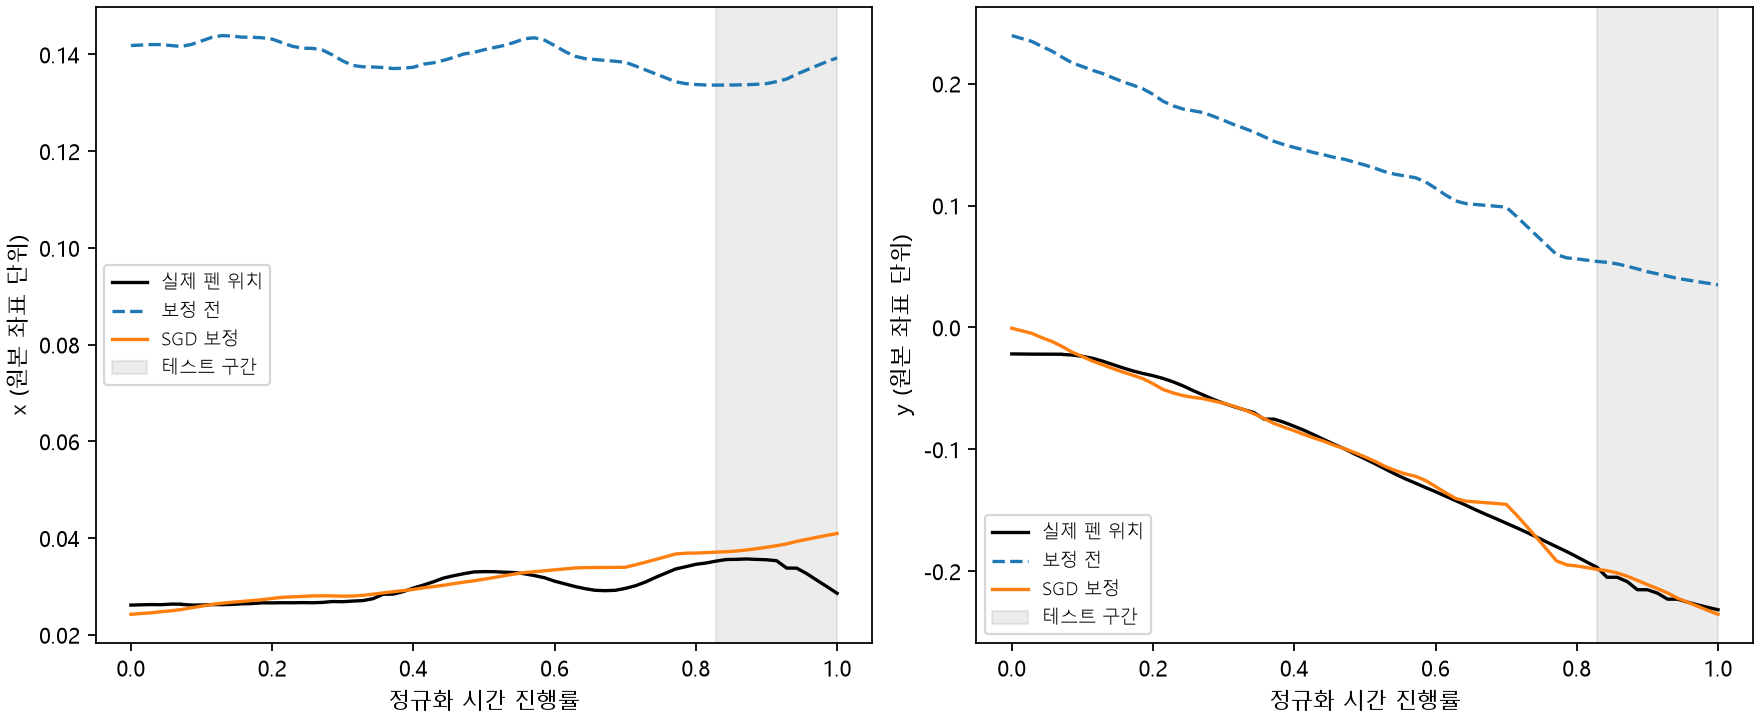 0.14
0.12
0.10
0.08
0.06
0.04
0.02
x (원본 좌표 단위)
실제 펜 위치
보정 전
SGD 보정
테스트 구간
0.0 0.2 0.4 0.6 0.8 1.0
정규화 시간 진행률
0.2
0.1
0.0
-0.1
-0.2
y (원본 좌표 단위)
실제 펜 위치
보정 전
SGD 보정
테스트 구간
0.0 0.2 0.4 0.6 0.8 1.0
정규화 시간 진행률